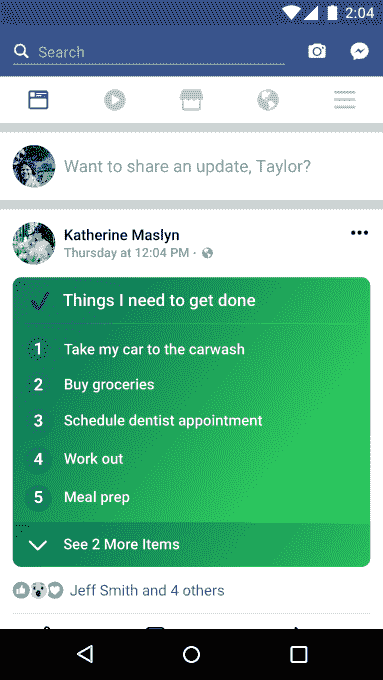 2:04
Search
Want to share an update, Taylor?
Katherine Maslyn
Thursday at 12:04 PM ·
Things I need to get done
1 Take my car to the carwash
2 Buy groceries
3 Schedule dentist appointment
4 Work out
5 Meal prep
See 2 More Items
Jeff Smith and 4 others